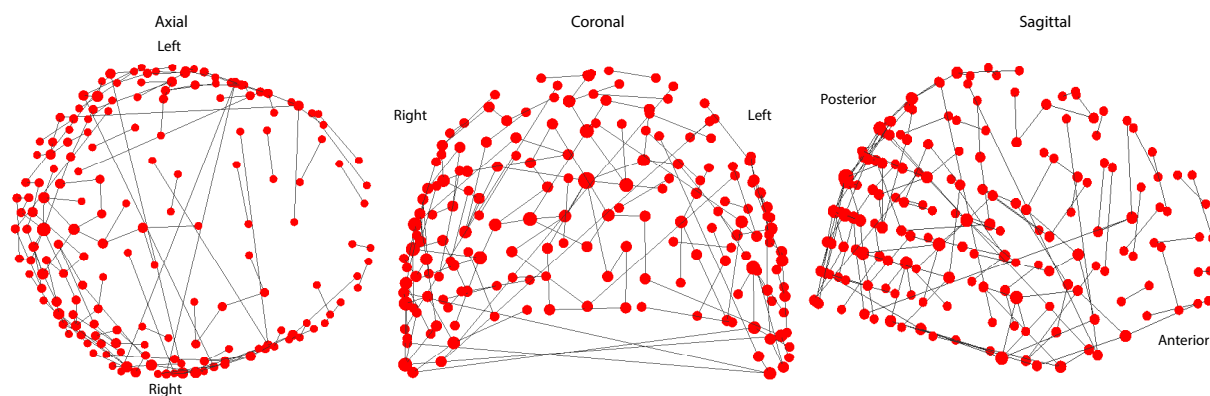 Axial
Coronal
Sagittal
Left
Right
Right
Left
Posterior
Anterior